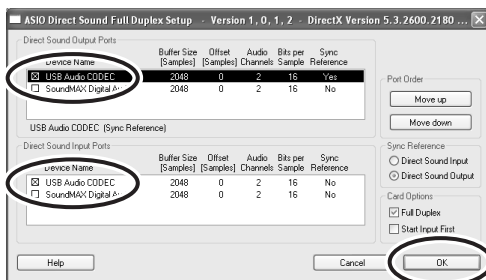 ASIO Direct Sound Full Duplex Setup - Version 1, 0, 1, 2 - DirectX Version 5.3.2600.2180 ...
Direct Sound Output Ports
Device Name Buffer Size [Samples] Offset [Samples] Audio Channels Bits per Sample Sync Reference
USB Audio CODEC 2048 0 2 16 Yes
SoundMAX Digital 2048 0 2 16 No
USB Audio CODEC (Sync Reference)
Direct Sound Input Ports
Device Name Buffer Size [Samples] Offset [Samples] Audio Channels Bits per Sample Sync Reference
USB Audio CODEC 2048 0 2 16 No
SoundMAX Digital 2048 0 2 16 No
Port Order
Move up
Move down
Sync Reference
Direct Sound Input
Direct Sound Output
Card Options
Full Duplex
Start Input First
Help
Cancel
OK